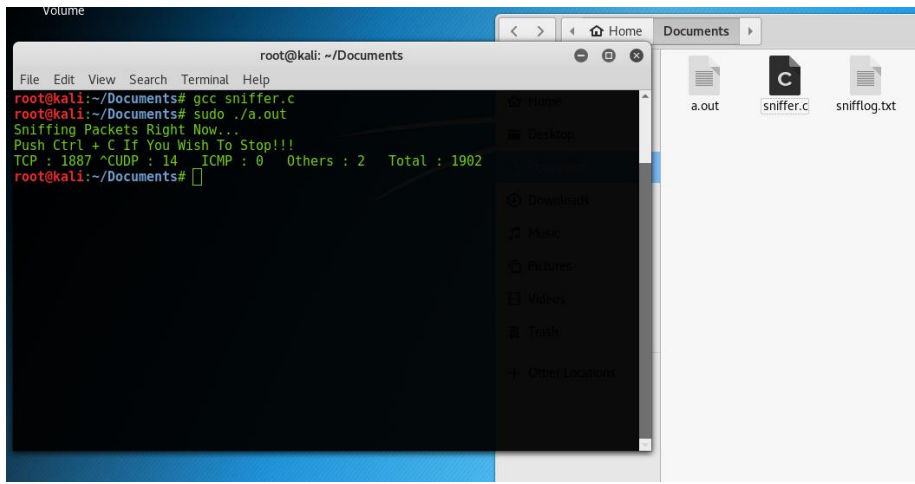 Volume
Home Documents
root@kali: ~/Documents
File Edit View Search Terminal Help
root@kali:~/Documents# gcc sniffer.c
root@kali:~/Documents# sudo ./a.out
Sniffing Packets Right Now...
Push Ctrl + C If You Wish To Stop!!!
TCP : 1887 ^CUDP : 14 _ICMP : 0 Others : 2 Total : 1902
root@kali:~/Documents#
Home
Desktop
Downloads
Music
Pictures
Videos
Trash
+ Other Locations
C
a.out sniffer.c snifflog.txt